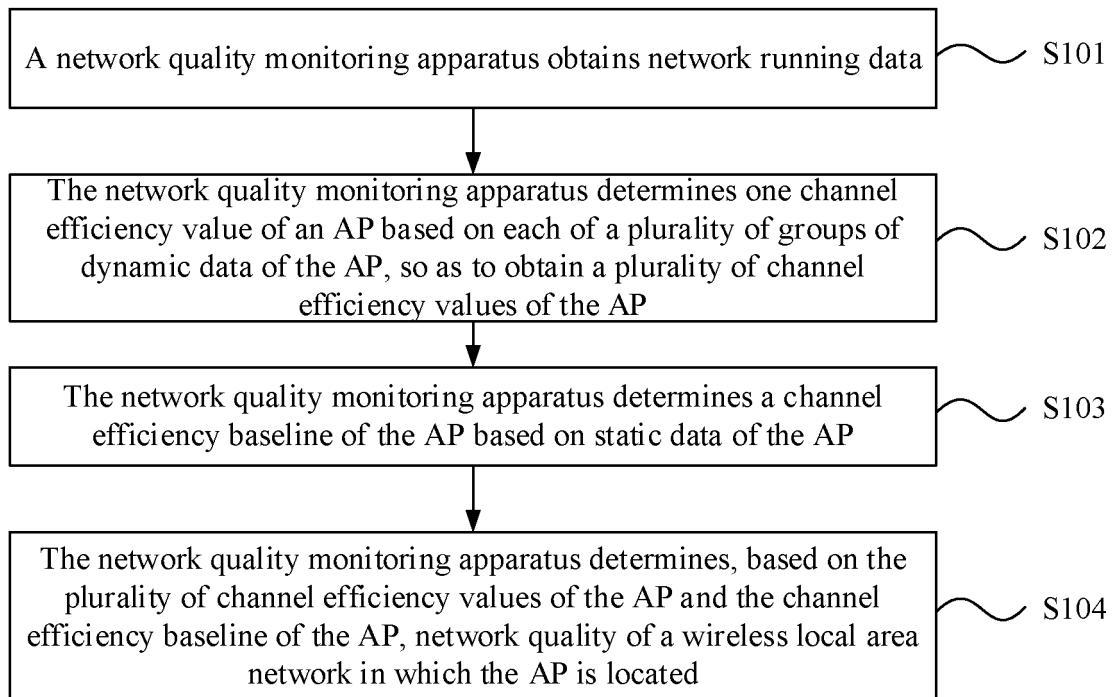 A network quality monitoring apparatus obtains network running data
S101
The network quality monitoring apparatus determines one channel
efficiency value of an AP based on each of a plurality of groups of
dynamic data of the AP, so as to obtain a plurality of channel
efficiency values of the AP
S102
The network quality monitoring apparatus determines a channel
efficiency baseline of the AP based on static data of the AP
S103
The network quality monitoring apparatus determines, based on the
plurality of channel efficiency values of the AP and the channel
efficiency baseline of the AP, network quality of a wireless local area
network in which the AP is located
S104